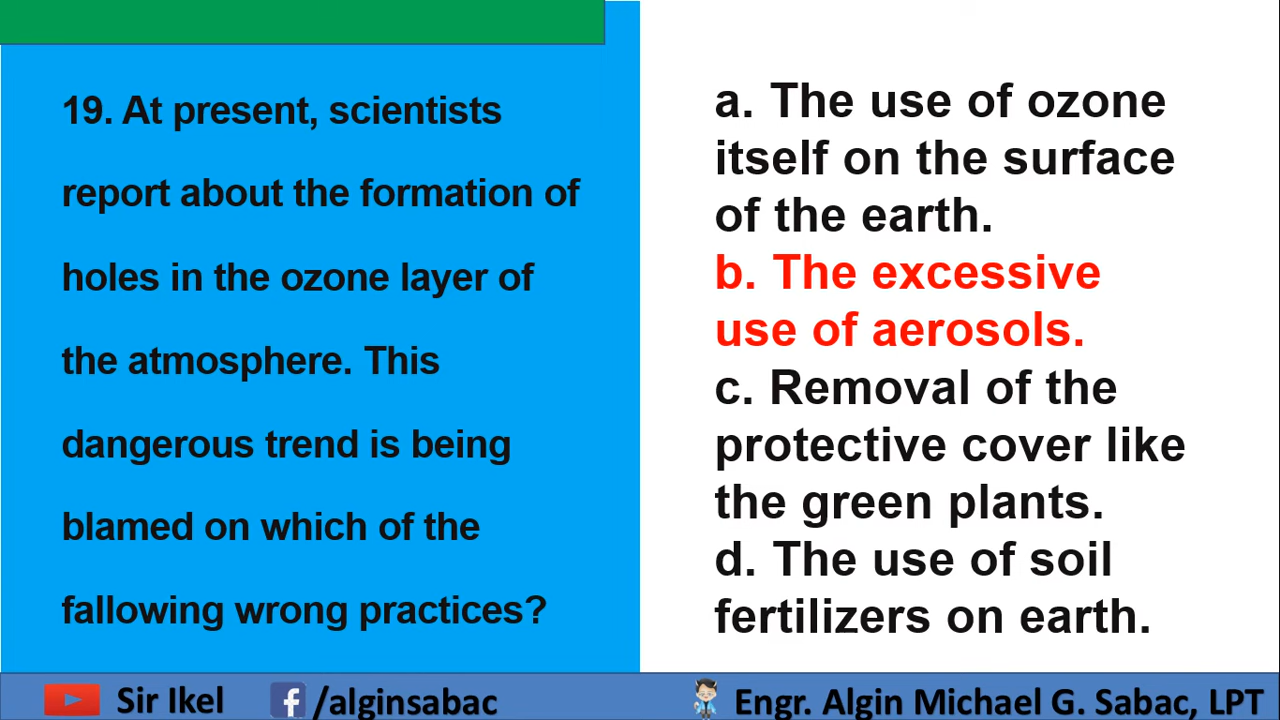 19. At present, scientists
report about the formation of
holes in the ozone layer of
the atmosphere. This
dangerous trend is being
blamed on which of the
fallowing wrong practices?
a. The use of ozone
itself on the surface
of the earth.
b. The excessive
use of aerosols.
c. Removal of the
protective cover like
the green plants.
d. The use of soil
fertilizers on earth.
Sir Ikel
/alginsabac
Engr. Algin Michael G. Sabac, LPT